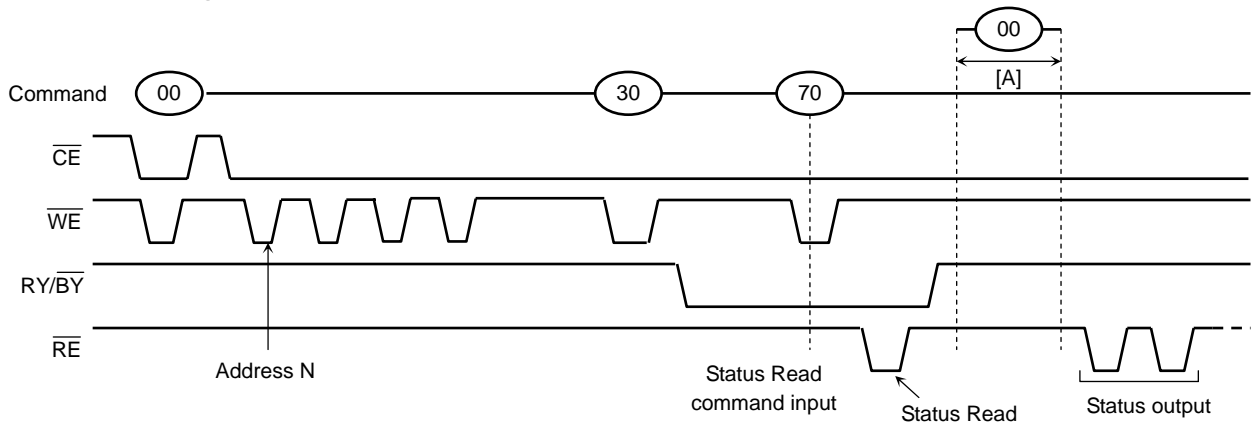 00
[A]
Command 00 30 70
CE
WE
RY/BY
RE
Address N
Status Read
command input
Status Read
Status output